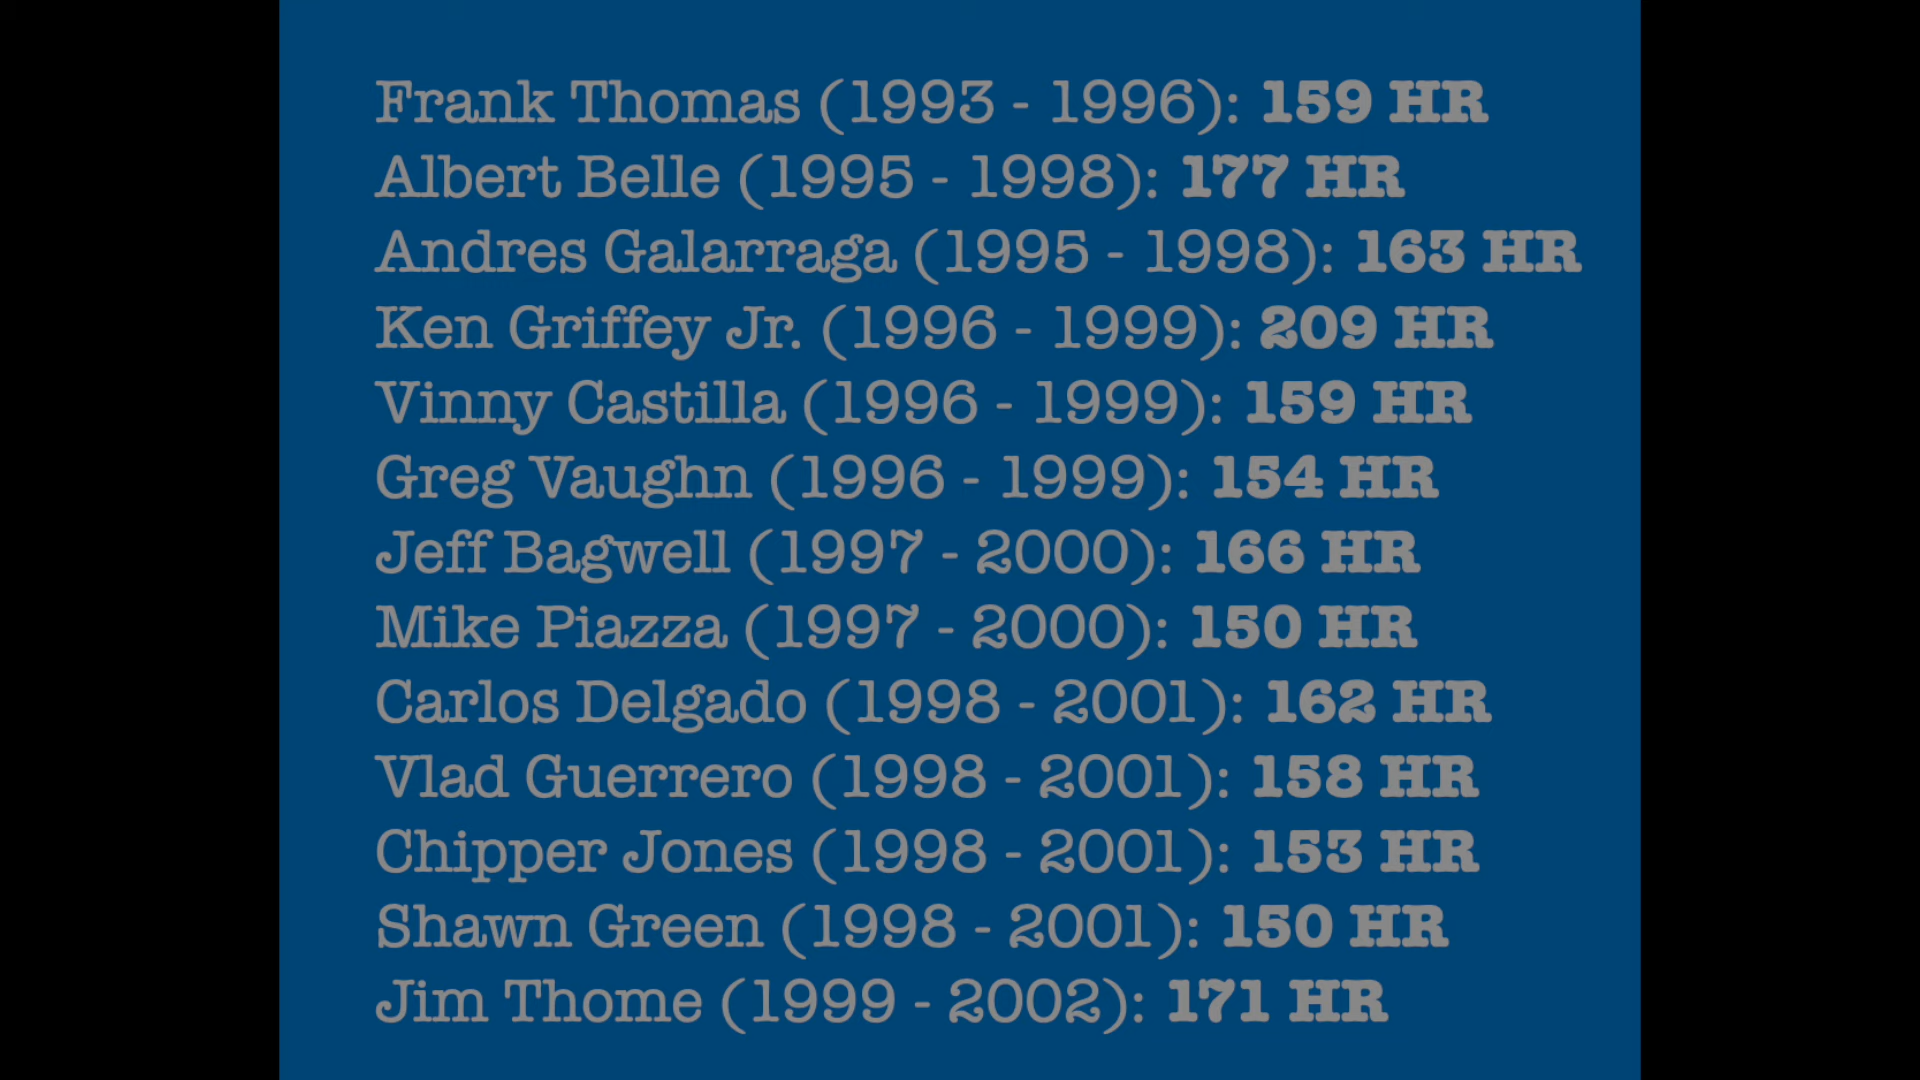 Frank Thomas (1993 - 1996): 159 HR
Albert Belle (1995 - 1998): 177 HR
Andres Galarraga (1995 - 1998): 163 HR
Ken Griffey Jr. (1996 - 1999): 209 HR
Vinny Castilla (1996 - 1999): 159 HR
Greg Vaughn (1996 - 1999): 154 HR
Jeff Bagwell (1997 - 2000): 166 HR
Mike Piazza (1997 - 2000): 150 HR
Carlos Delgado (1998 - 2001): 162 HR
Vlad Guerrero (1998 - 2001): 158 HR
Chipper Jones (1998 - 2001): 153 HR
Shawn Green (1998 - 2001): 150 HR
Jim Thome (1999 - 2002): 171 HR